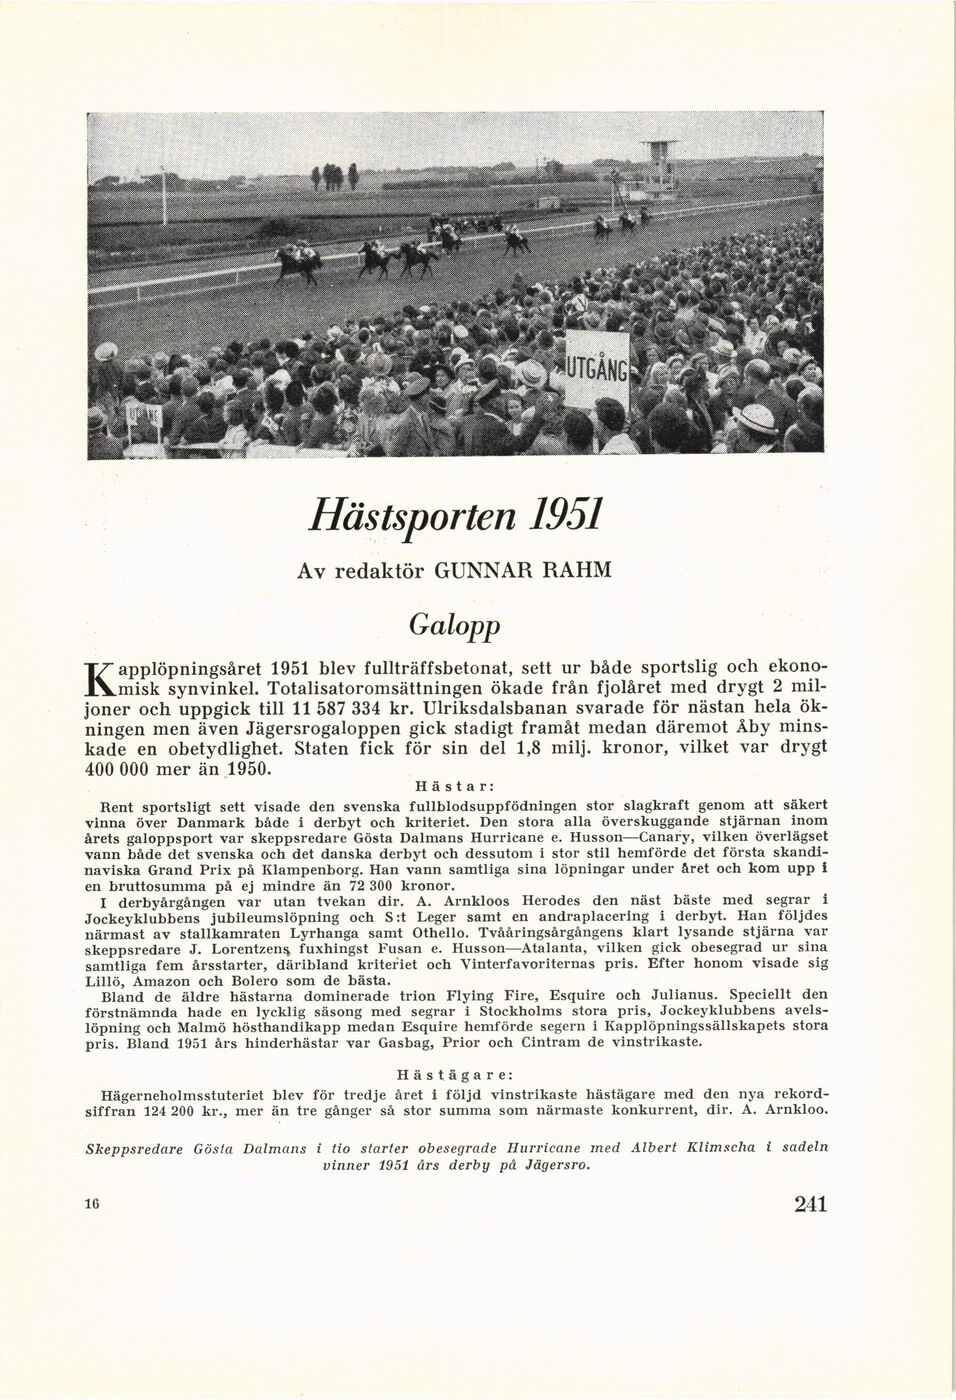 UTGÅNG
Hästsporten 1951
Av redaktör GUNNAR RAHM
Galopp
Kapplöpningsåret 1951 blev fullträffsbetonat, sett ur både sportslig och ekono-
misk synvinkel. Totalisatoromsättningen ökade från fjolåret med drygt 2 mil-
joner och uppgick till 11 587 334 kr. Ulriksdalsbanan svarade för nästan hela ök-
ningen men även Jägersrogaloppen gick stadigt framåt medan däremot Åby mins-
kade en obetydlighet. Staten fick för sin del 1,8 milj. kronor, vilket var drygt
400 000 mer än 1950.
Hästar:
Rent sportsligt sett visade den svenska fullblodsuppfödningen stor slagkraft genom att säkert
vinna över Danmark både i derbyt och kriteriet. Den stora alla överskuggande stjärnan inom
årets galoppsport var skeppsredare Gösta Dalmans Hurricane e. Husson—Canary, vilken överlägset
vann både det svenska och det danska derbyt och dessutom i stor stil hemförde det första skandi-
naviska Grand Prix på Klampenborg. Han vann samtliga sina löpningar under året och kom upp i
en bruttosumma på ej mindre än 72 300 kronor.
I derbyårgången var utan tvekan dir. A. Arnkloos Herodes den näst bäste med segrar i
Jockeyklubbens jubileumslöpning och S:t Leger samt en andraplacering i derbyt. Han följdes
närmast av stallkamraten Lyrhanga samt Othello. Tvååringsårgångens klart lysande stjärna var
skeppsredare J. Lorentzens fuxhingst Fusan e. Husson—Atalanta, vilken gick obesegrad ur sina
samtliga fem årsstarter, däribland kriteriet och Vinterfavoriternas pris. Efter honom visade sig
Lillö, Amazon och Bolero som de bästa.
Bland de äldre hästarna dominerade trion Flying Fire, Esquire och Julianus. Speciellt den
förstnämnda hade en lycklig säsong med segrar i Stockholms stora pris, Jockeyklubbens avels-
löpning och Malmö hösthandikapp medan Esquire hemförde segern i Kapplöpningssällskapets stora
pris. Bland 1951 års hinderhästar var Gasbag, Prior och Cintram de vinstrikaste.
Hästägare:
Hägerneholmsstuteriet blev för tredje året i följd vinstrikaste hästägare med den nya rekord-
siffran 124 200 kr., mer än tre gånger så stor summa som närmaste konkurrent, dir. A. Arnkloo.
Skeppsredare Gösta Dalmans i tio starter obesegrade Hurricane med Albert Klimscha i sadeln
vinner 1951 års derby på Jägersro.
16
241